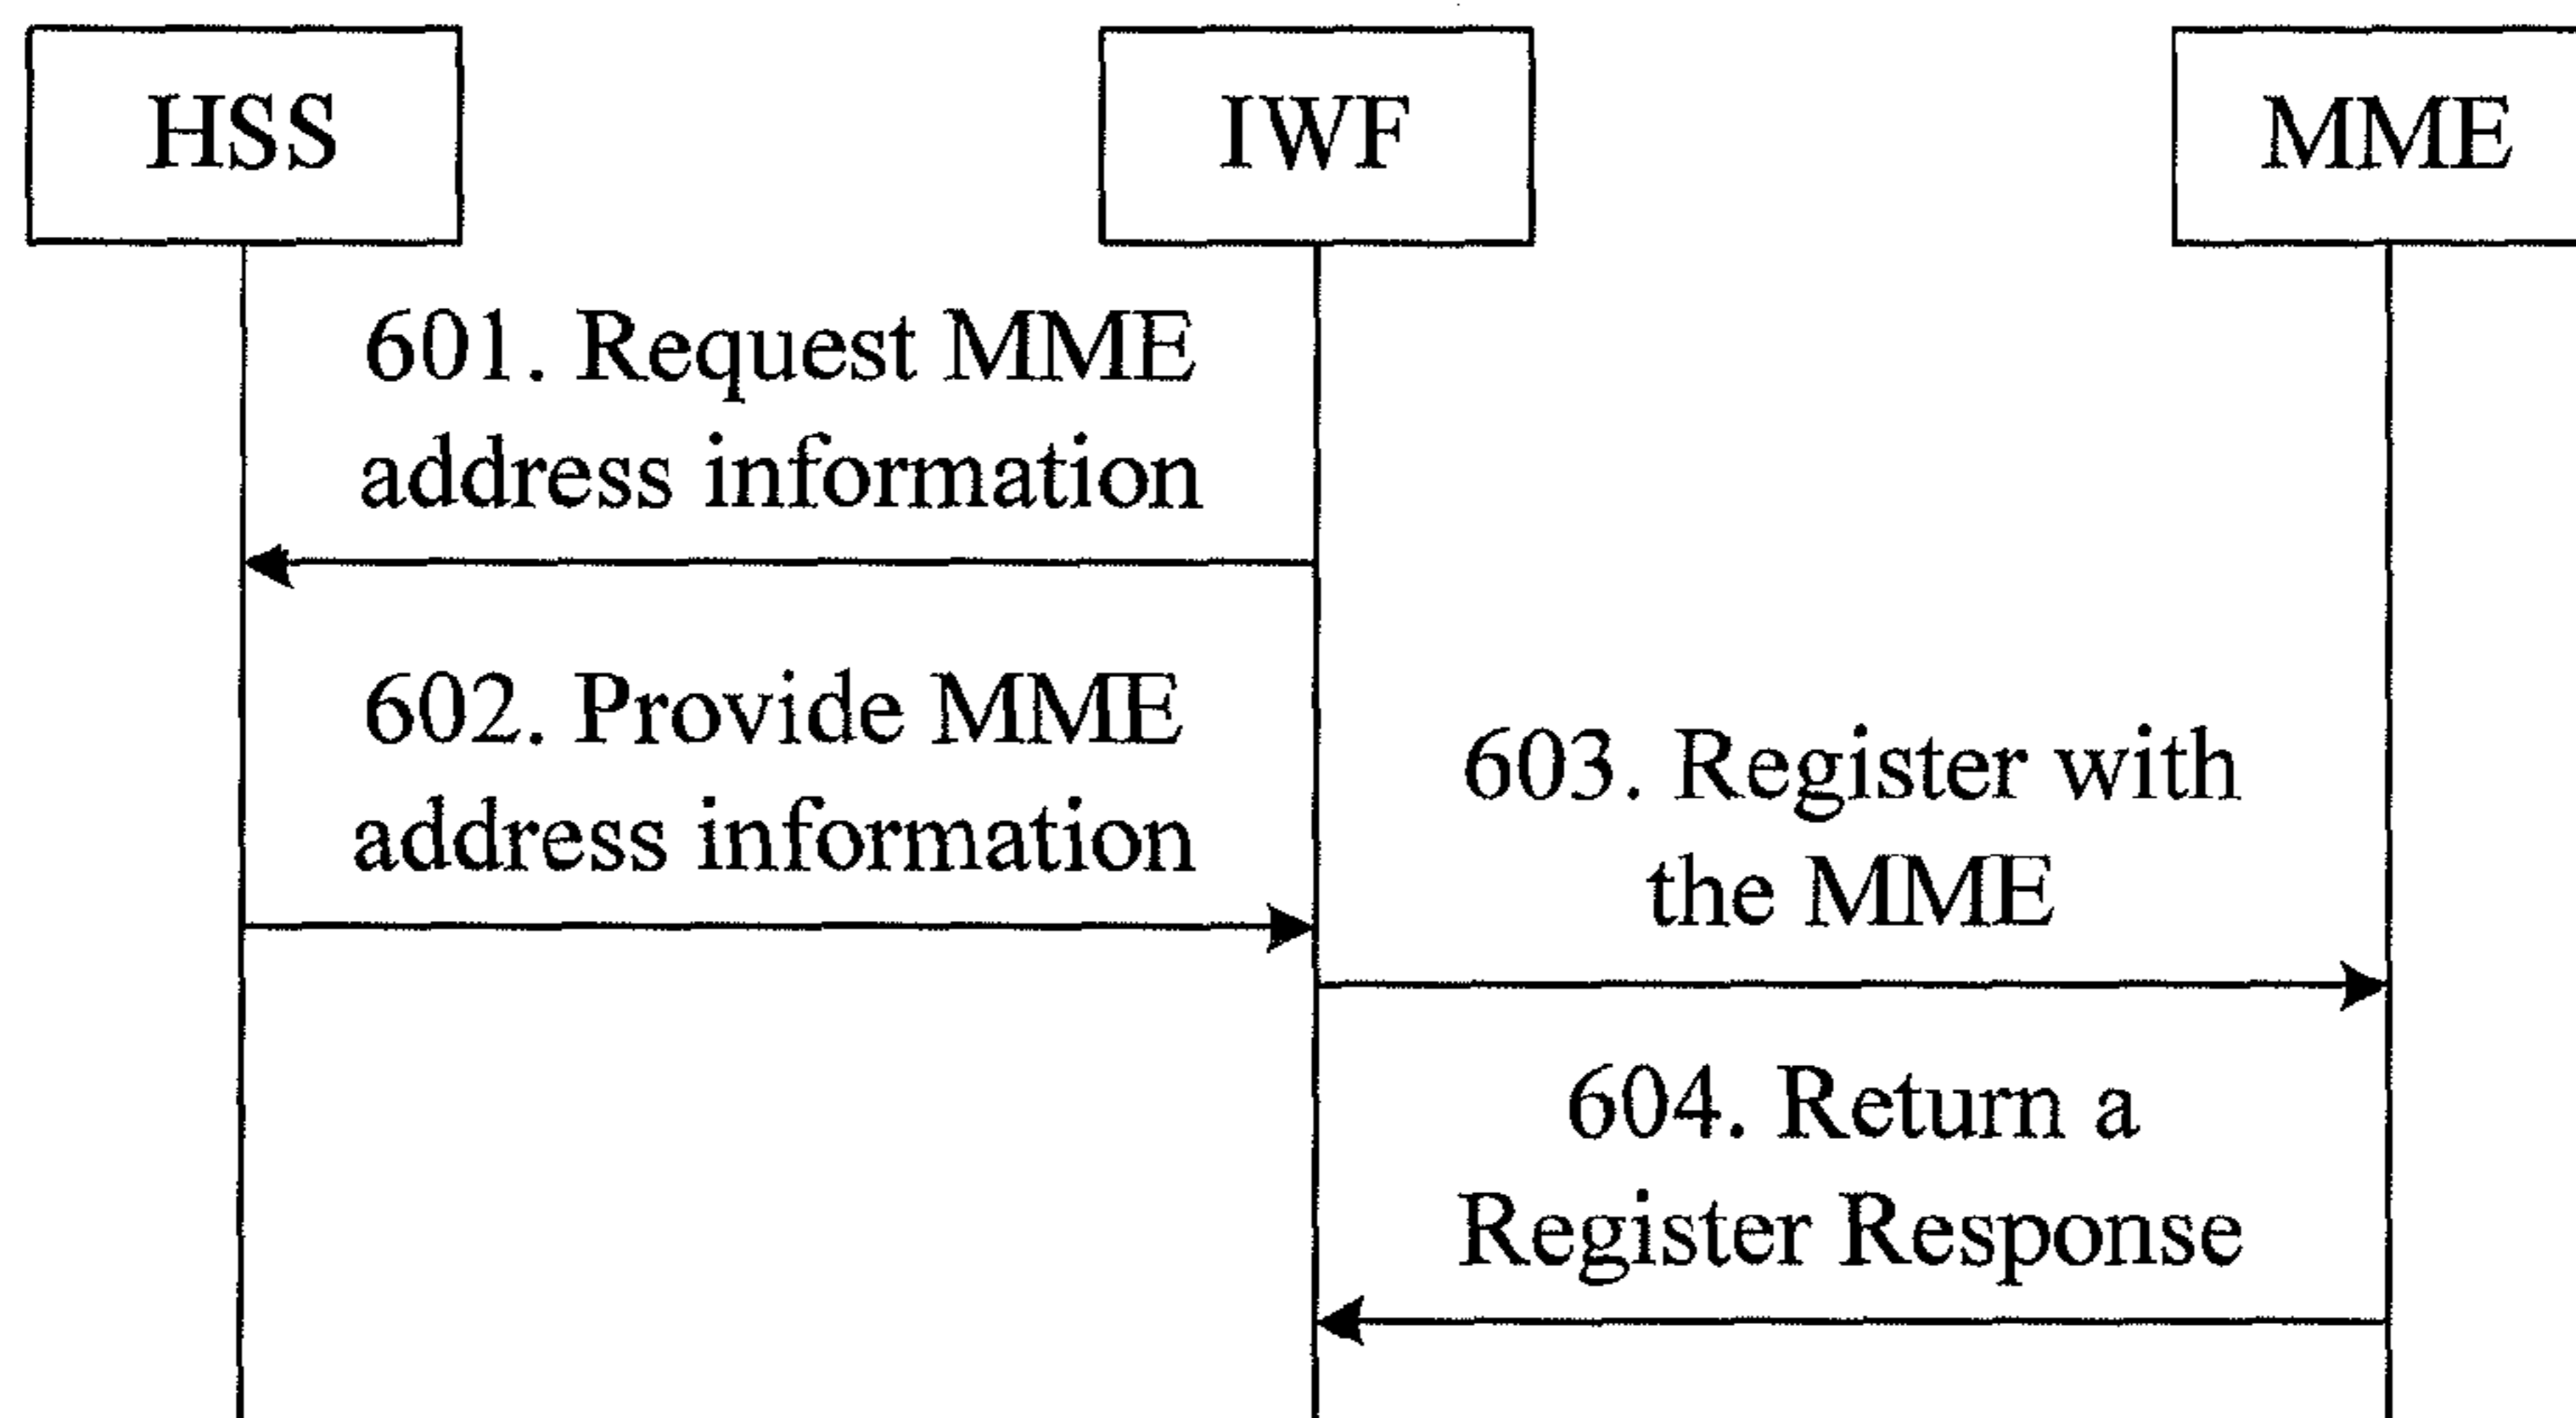 HSS
IWF
MME
601. Request MME
address information
602. Provide MME
address information
603. Register with
the MME
604. Return a
Register Response